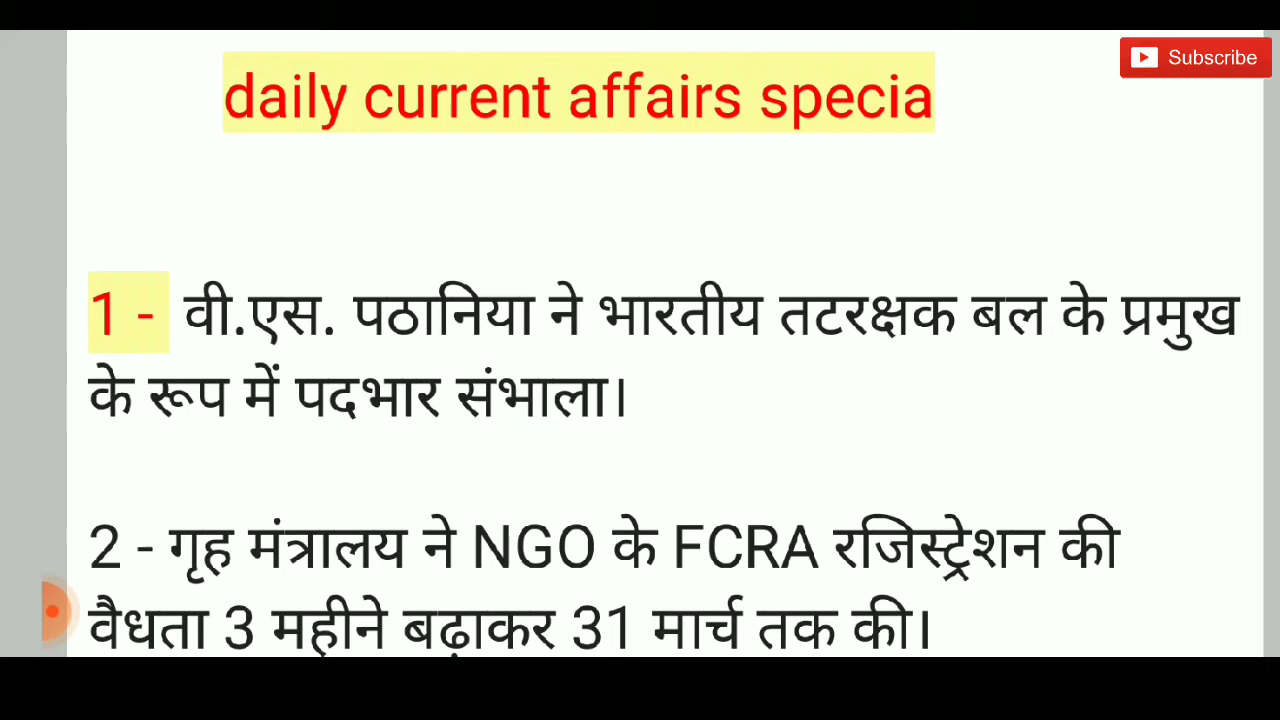 Subscribe
daily current affairs specia
1 - वी.एस. पठानिया ने भारतीय तटरक्षक बल के प्रमुख
के रूप में पदभार संभाला।
2 - गृह मंत्रालय ने NGO के FCRA रजिस्ट्रेशन की
वैधता 3 महीने बढ़ाकर 31 मार्च तक की।